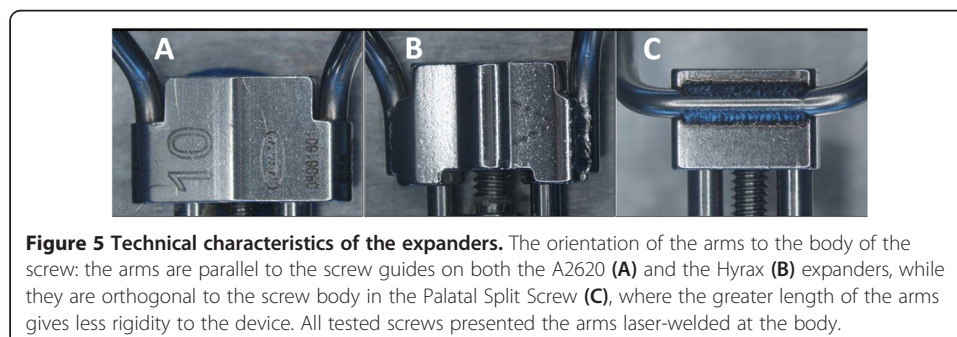 A B C
10
Figure 5 Technical characteristics of the expanders. The orientation of the arms to the body of the
screw: the arms are parallel to the screw guides on both the A2620 (A) and the Hyrax (B) expanders, while
they are orthogonal to the screw body in the Palatal Split Screw (C), where the greater length of the arms
gives less rigidity to the device. All tested screws presented the arms laser-welded at the body.